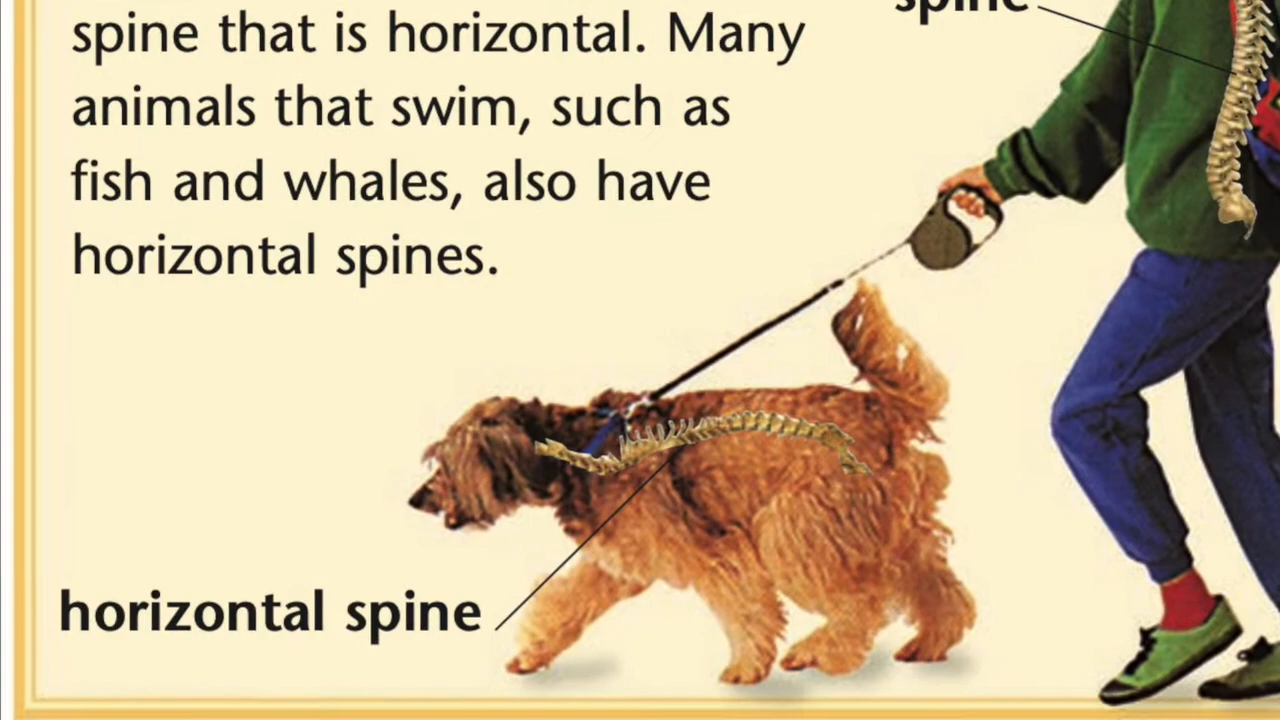 spine that is horizontal. Many
animals that swim, such as
fish and whales, also have
horizontal spines.
spine
horizontal spine